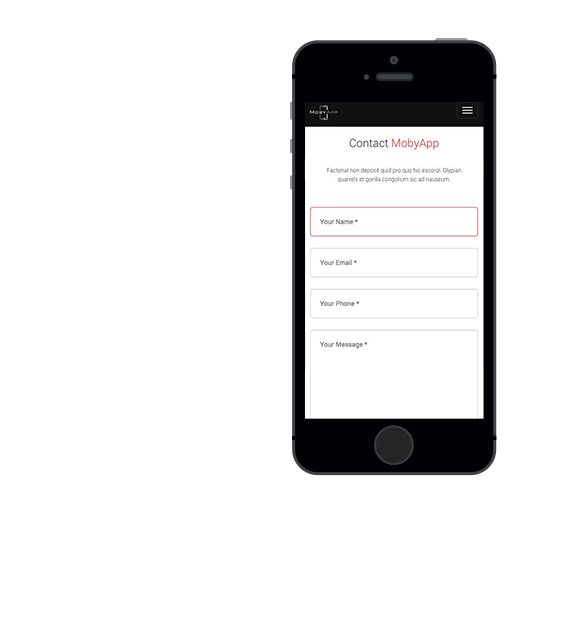 MOBY APP
Contact MobyApp
Factorial non deposit quid pro quo hic escorol. Olypian
quarrels et gorilla congolium sic ad nauseum.
Your Name *
Your Email *
Your Phone *
Your Message *